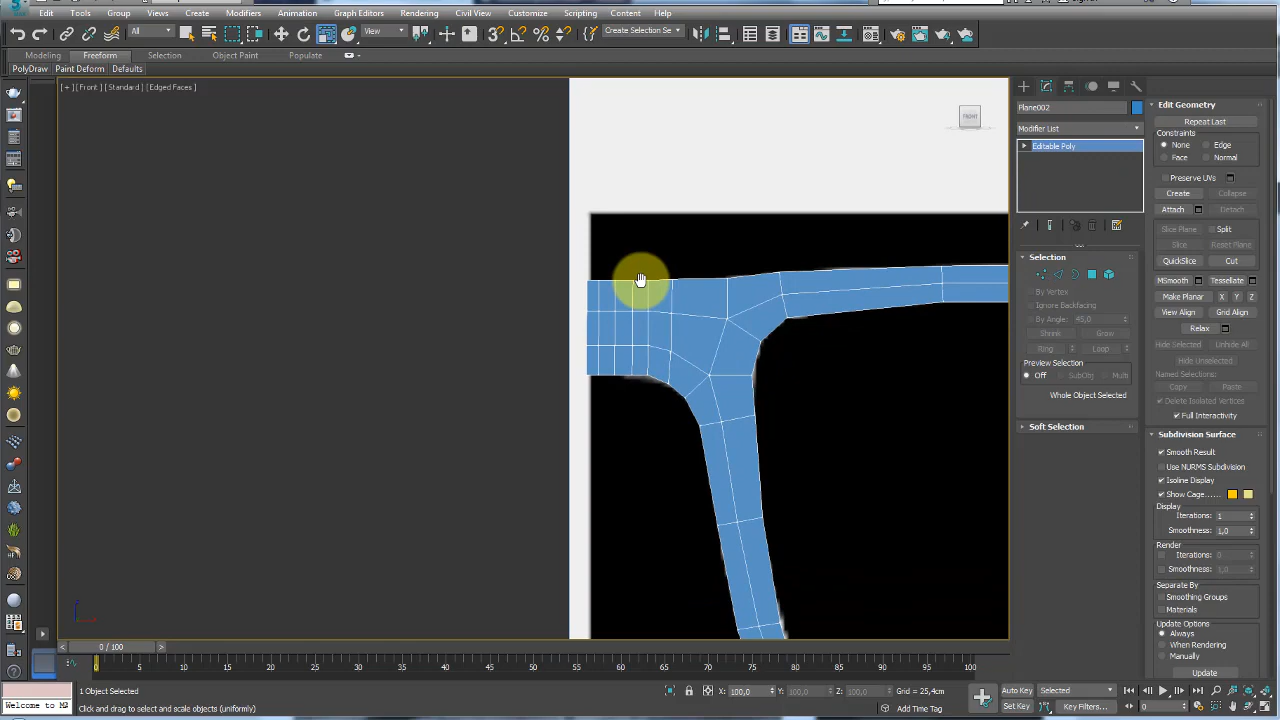 Edit Tools Group Views Create Modifiers Animation Graph Editors Rendering Civil View Customize Scripting Content Help
All View Create Selection Se
Modeling Freeform Selection Object Paint Populate
PolyDraw Paint Deform Defaults
[+] [Front] [Standard] [Edged Faces]
FRONT
Plane002
Modifier List
Editable Poly
Selection
By Vertex
Ignore Backfacing
By Angle: 45,0
Shrink Grow
Ring Loop
Preview Selection
Off SubObj Multi
Whole Object Selected
Soft Selection
Edit Geometry
Repeat Last
Constraints
None Edge
Face Normal
Preserve UVs
Create Collapse
Attach Detach
Slice Plane Split
Slice Reset Plane
QuickSlice Cut
MSmooth Tessellate
Make Planar X Y Z
View Align Grid Align
Relax
Hide Selected Unhide All
Hide Unselected
Named Selections:
Copy Paste
Delete Isolated Vertices
Full Interactivity
Subdivision Surface
Smooth Result
Use NURMS Subdivision
Isoline Display
Show Cage......
Display
Iterations: 1
Smoothness: 1,0
Render
Iterations: 0
Smoothness: 1,0
Separate By
Smoothing Groups
Materials
Update Options
Always
When Rendering
Manually
Update
0 / 100
0 5 10 15 20 25 30 35 40 45 50 55 60 65 70 75 80 85 90 95 100
1 Object Selected X: 100,0 Y: 100,0 Z: 100,0 Grid = 25,4cm Auto Key Selected
Welcome to M Click and drag to select and scale objects (uniformly) Add Time Tag Set Key Key Filters... 0